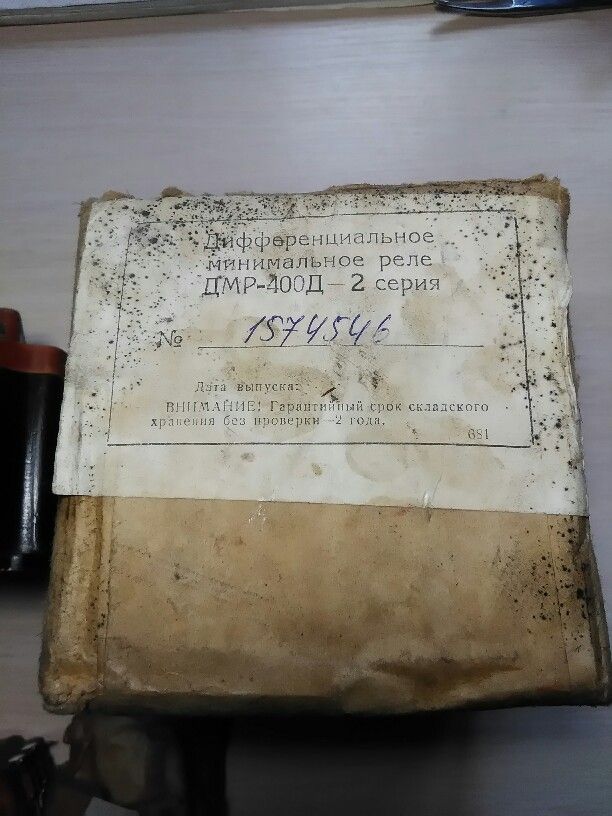 Дифференциальное
минимальное реле
ДМР-400Д — 2 серия
№ 1574546
Дата выпуска:
ВНИМАНИЕ! Гарантийный срок складского
хранения без проверки — 2 года.
681